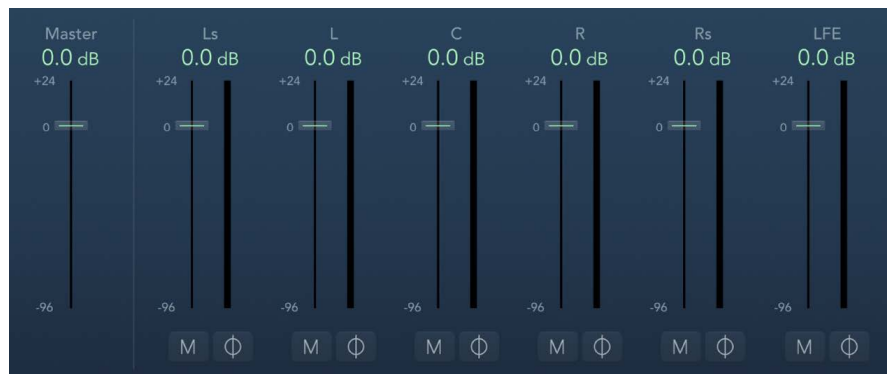 Master Ls L C R Rs LFE
0.0 dB 0.0 dB 0.0 dB 0.0 dB 0.0 dB 0.0 dB 0.0 dB
+24 +24 +24 +24 +24 +24 +24
0 0 0 0 0 0 0
-96 -96 -96 -96 -96 -96 -96
M Φ M Φ M Φ M Φ M Φ M Φ